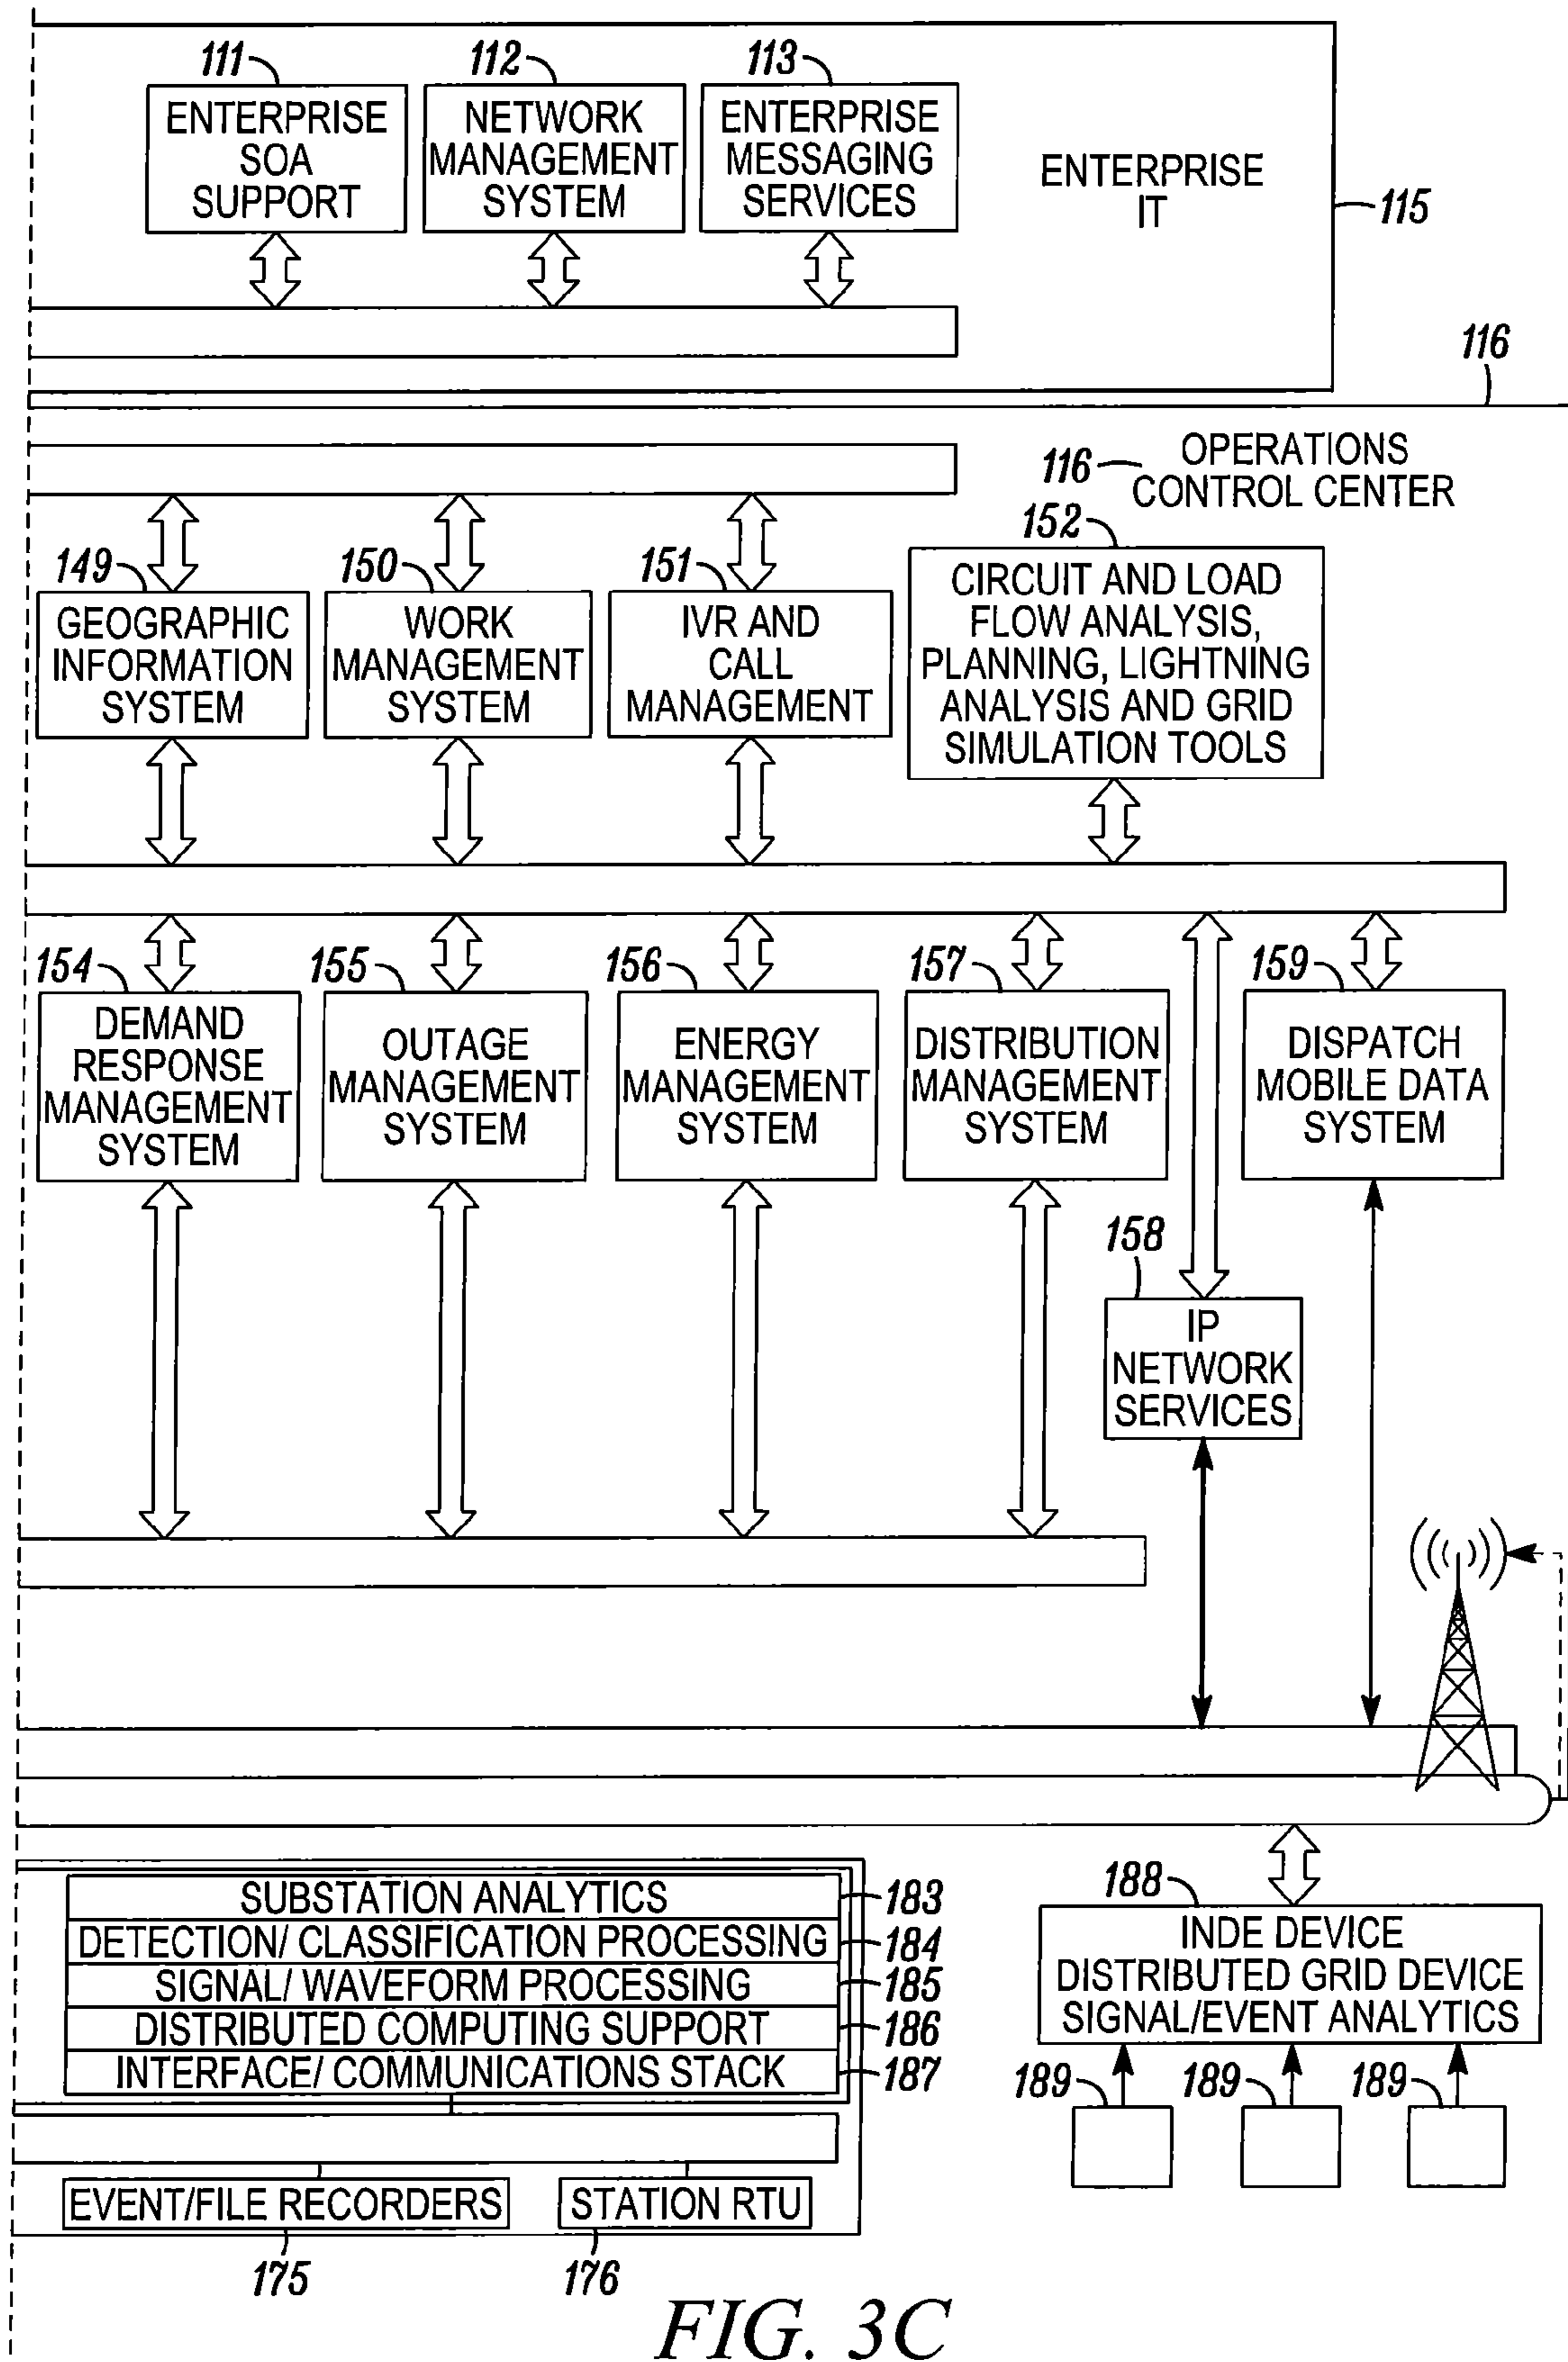 111
112
113
ENTERPRISE
SOA
SUPPORT
NETWORK
MANAGEMENT
SYSTEM
ENTERPRISE
MESSAGING
SERVICES
ENTERPRISE
IT
115
116
116
OPERATIONS
CONTROL CENTER
149
150
151
152
GEOGRAPHIC
INFORMATION
SYSTEM
WORK
MANAGEMENT
SYSTEM
IVR AND
CALL
MANAGEMENT
CIRCUIT AND LOAD
FLOW ANALYSIS,
PLANNING, LIGHTNING
ANALYSIS AND GRID
SIMULATION TOOLS
154
155
156
157
159
DEMAND
RESPONSE
MANAGEMENT
SYSTEM
OUTAGE
MANAGEMENT
SYSTEM
ENERGY
MANAGEMENT
SYSTEM
DISTRIBUTION
MANAGEMENT
SYSTEM
DISPATCH
MOBILE DATA
SYSTEM
158
IP
NETWORK
SERVICES
SUBSTATION ANALYTICS
183
DETECTION/ CLASSIFICATION PROCESSING
184
SIGNAL/ WAVEFORM PROCESSING
185
DISTRIBUTED COMPUTING SUPPORT
186
INTERFACE/ COMMUNICATIONS STACK
187
188
INDE DEVICE
DISTRIBUTED GRID DEVICE
SIGNAL/EVENT ANALYTICS
189
189
189
EVENT/FILE RECORDERS
STATION RTU
175
176
FIG. 3C